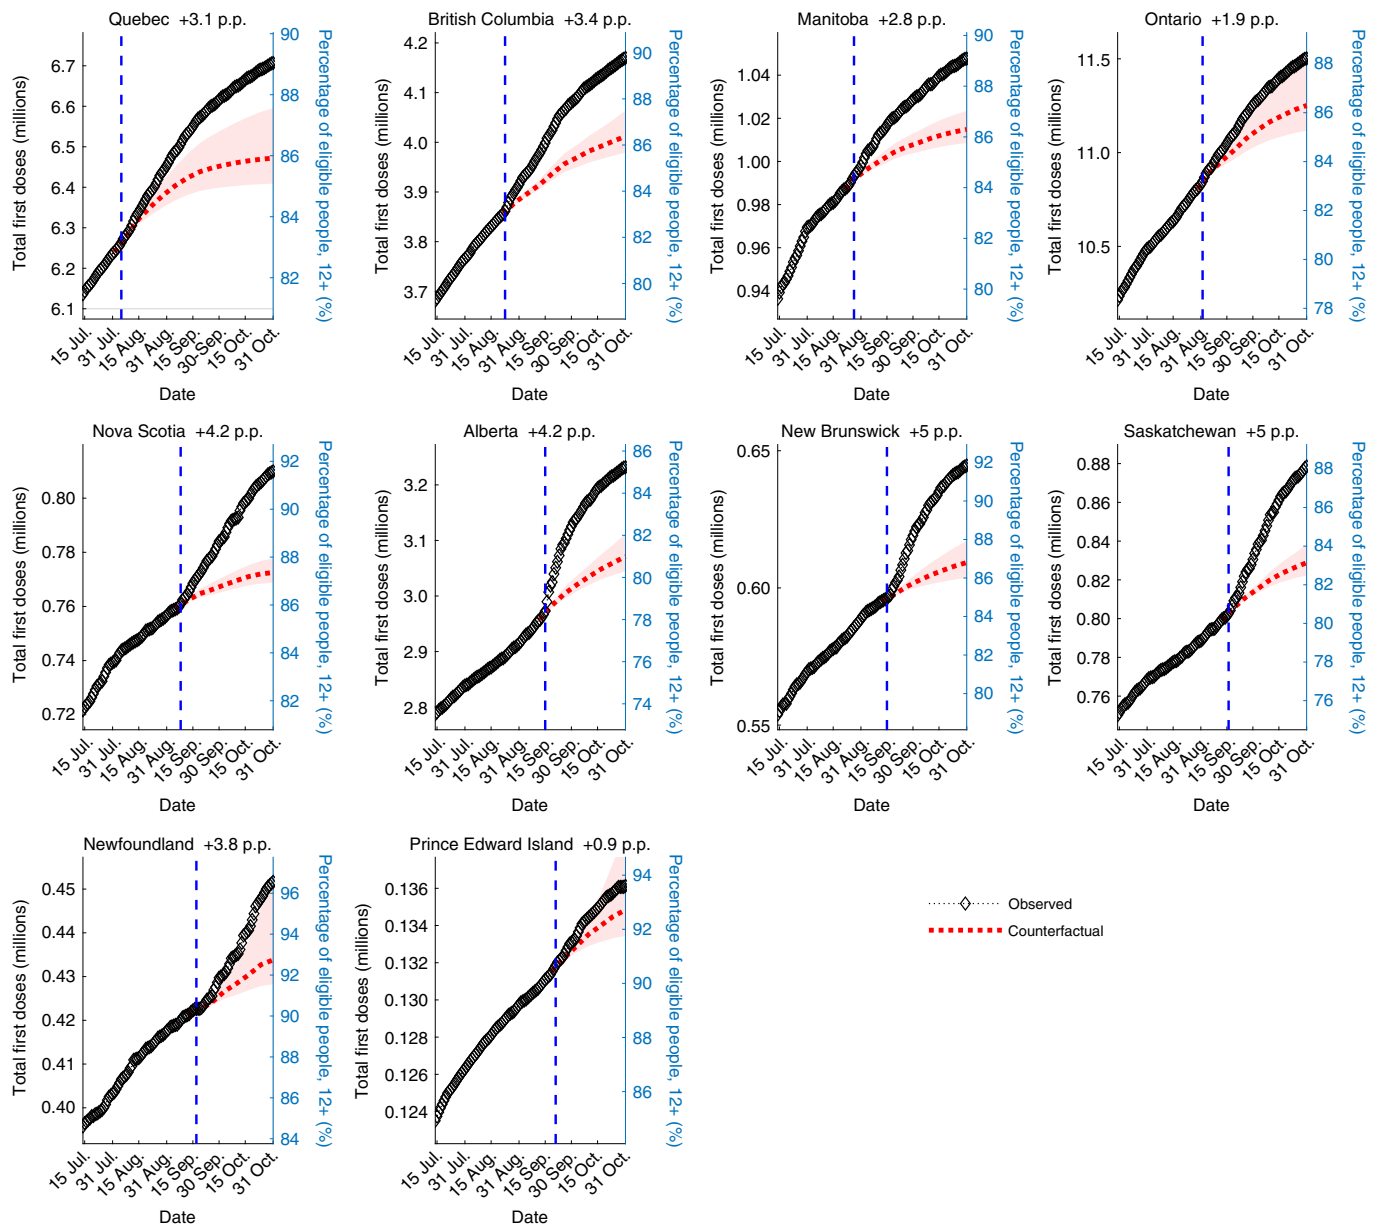 Quebec +3.1 p.p.
Total first doses (millions)
6.7
6.6
6.5
6.4
6.3
6.2
6.1
90
88
86
84
82
Percentage of eligible people, 12+ (%)
15 Jul.
31 Jul.
15 Aug.
31 Aug.
15 Sep.
30-Sep.
15 Oct.
31 Oct.
Date
British Columbia +3.4 p.p.
Total first doses (millions)
4.2
4.1
4.0
3.9
3.8
3.7
90
88
86
84
82
80
Percentage of eligible people, 12+ (%)
15 Jul.
31 Jul.
15 Aug.
31 Aug.
15 Sep.
30 Sep.
15 Oct.
31 Oct.
Date
Manitoba +2.8 p.p.
Total first doses (millions)
1.04
1.02
1.00
0.98
0.96
0.94
90
88
86
84
82
80
Percentage of eligible people, 12+ (%)
15 Jul.
31 Jul.
15 Aug.
31 Aug.
15 Sep.
30 Sep.
15 Oct.
31 Oct.
Date
Ontario +1.9 p.p.
Total first doses (millions)
11.5
11.0
10.5
88
86
84
82
80
78
Percentage of eligible people, 12+ (%)
15 Jul.
31 Jul.
15 Aug.
31 Aug.
15 Sep.
30 Sep.
15 Oct.
31 Oct.
Date
Nova Scotia +4.2 p.p.
Total first doses (millions)
0.80
0.78
0.76
0.74
0.72
92
90
88
86
84
82
Percentage of eligible people, 12+ (%)
15 Jul.
31 Jul.
15 Aug.
31 Aug.
15 Sep.
30 Sep.
15 Oct.
31 Oct.
Date
Alberta +4.2 p.p.
Total first doses (millions)
3.2
3.1
3.0
2.9
2.8
86
84
82
80
78
76
74
Percentage of eligible people, 12+ (%)
15 Jul.
31 Jul.
15 Aug.
31 Aug.
15 Sep.
30 Sep.
15 Oct.
31 Oct.
Date
New Brunswick +5 p.p.
Total first doses (millions)
0.65
0.60
0.55
92
90
88
86
84
82
80
Percentage of eligible people, 12+ (%)
15 Jul.
31 Jul.
15 Aug.
31 Aug.
15 Sep.
30 Sep.
15 Oct.
31 Oct.
Date
Saskatchewan +5 p.p.
Total first doses (millions)
0.88
0.86
0.84
0.82
0.80
0.78
0.76
88
86
84
82
80
78
76
Percentage of eligible people, 12+ (%)
15 Jul.
31 Jul.
15 Aug.
31 Aug.
15 Sep.
30 Sep.
15 Oct.
31 Oct.
Date
Newfoundland +3.8 p.p.
Total first doses (millions)
0.45
0.44
0.43
0.42
0.41
0.40
96
94
92
90
88
86
84
Percentage of eligible people, 12+ (%)
15 Jul.
31 Jul.
15 Aug.
31 Aug.
15 Sep.
30 Sep.
15 Oct.
31 Oct.
Date
Prince Edward Island +0.9 p.p.
Total first doses (millions)
0.136
0.134
0.132
0.130
0.128
0.126
0.124
94
92
90
88
86
Percentage of eligible people, 12+ (%)
15 Jul.
31 Jul.
15 Aug.
31 Aug.
15 Sep.
30 Sep.
15 Oct.
31 Oct.
Date
Observed
Counterfactual